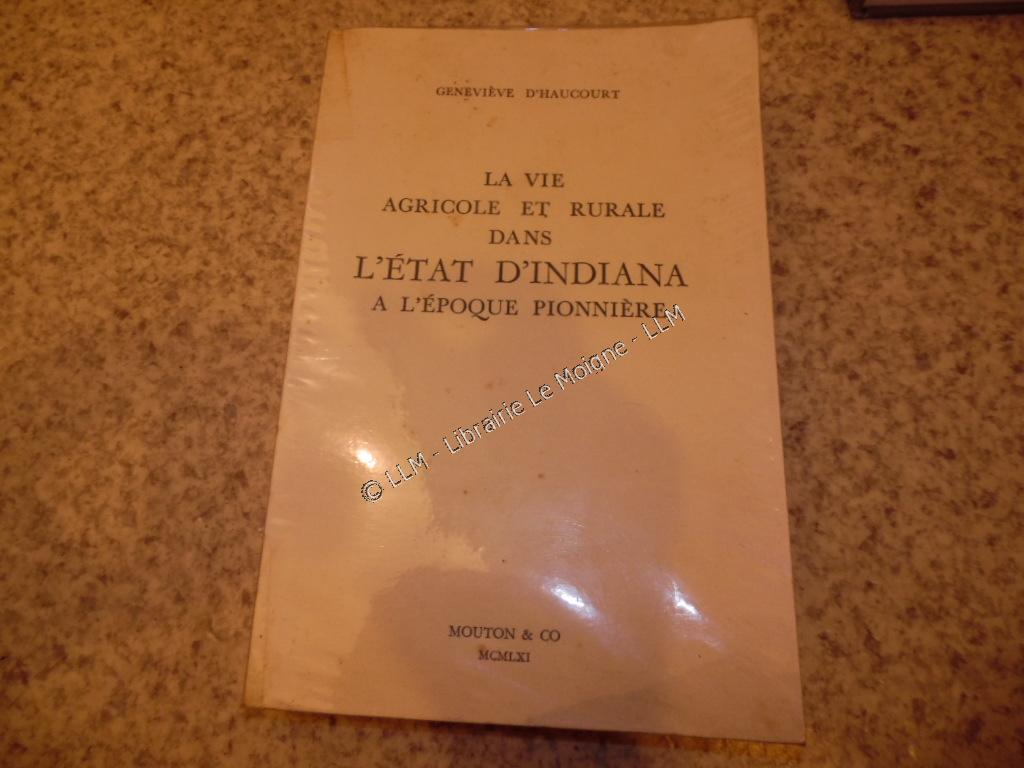 GENEVIÈVE D'HAUCOURT
LA VIE
AGRICOLE ET RURALE
DANS
L'ÉTAT D'INDIANA
A L'ÉPOQUE PIONNIÈRE
© LLM - Librairie Le Moigne - LLM
MOUTON & CO
MCMLXI